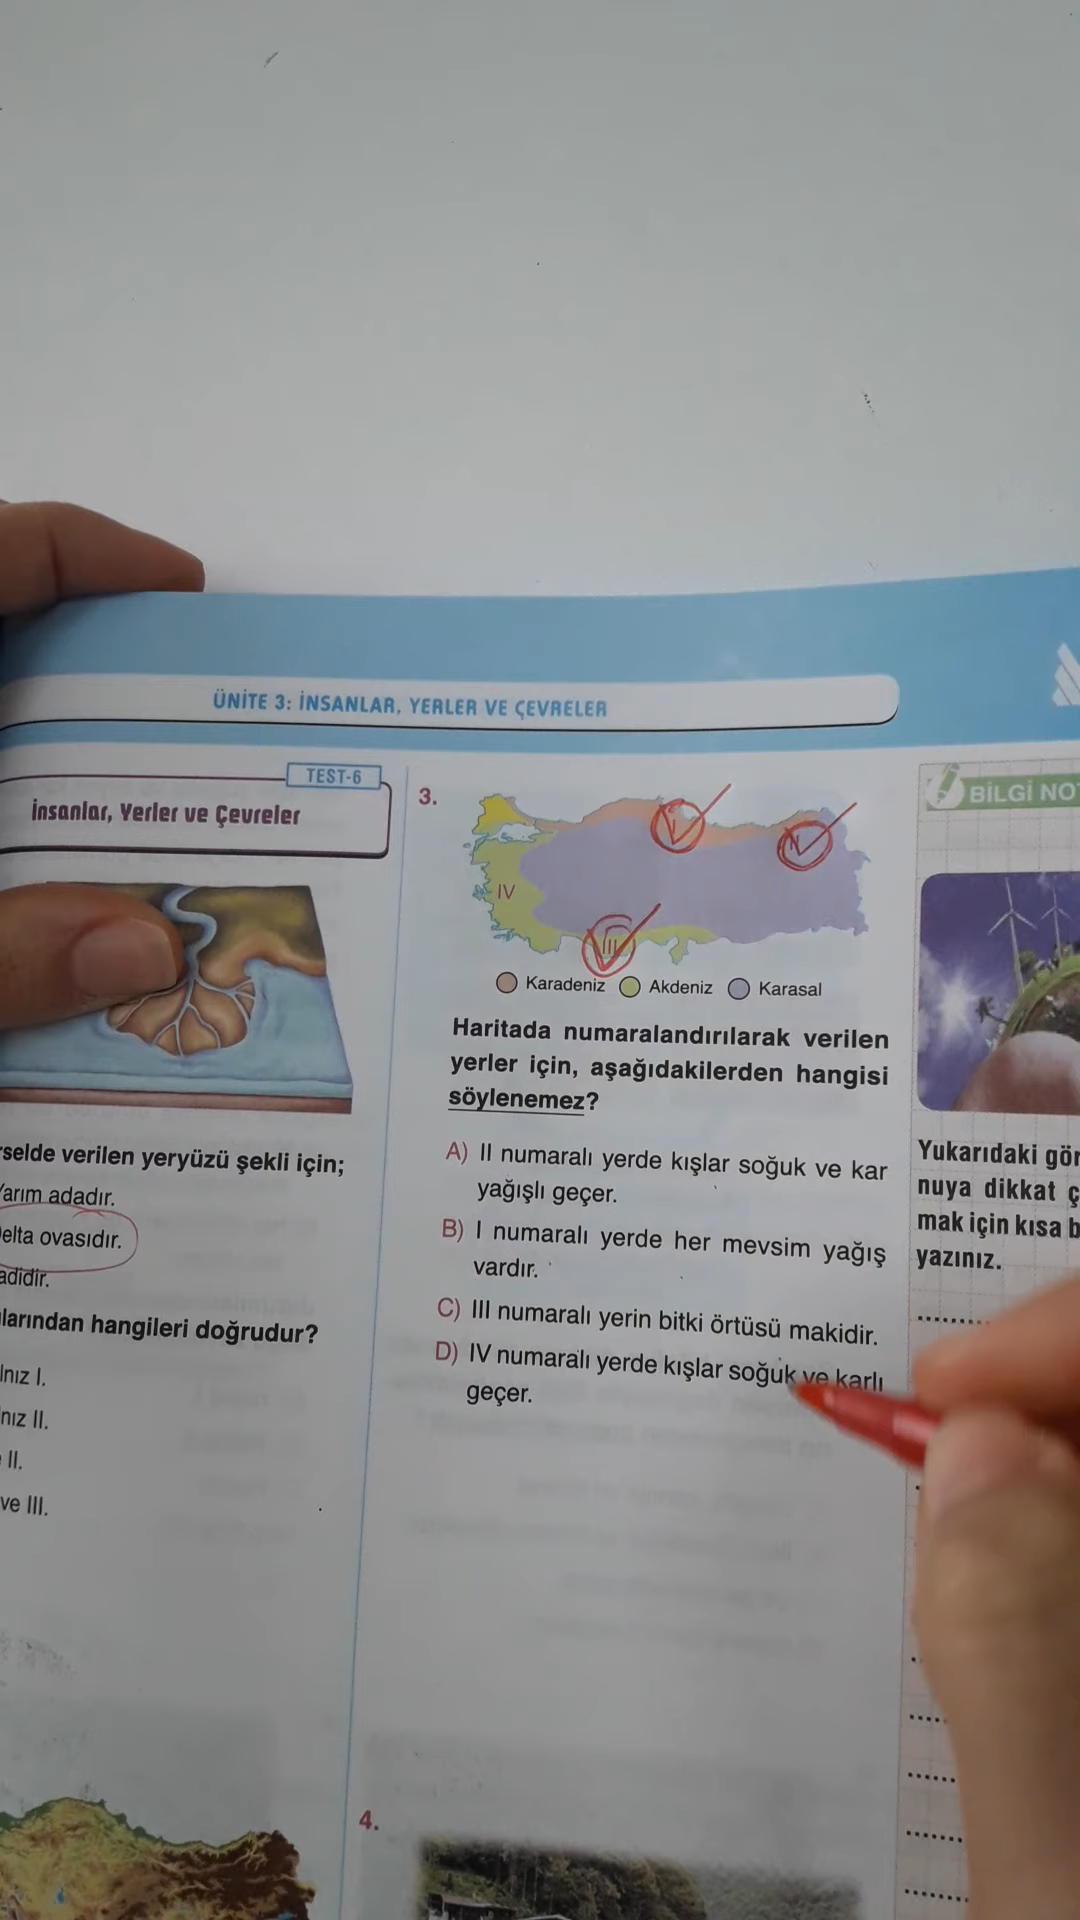 ÜNİTE 3: İNSANLAR, YERLER VE ÇEVRELER
TEST-6
İnsanlar, Yerler ve Çevreler
rselde verilen yeryüzü şekli için;
Yarım adadır.
elta ovasıdır.
adidir.
larından hangileri doğrudur?
lnız I.
nız II.
II.
ve III.
3.
I
II
IV
III
Karadeniz Akdeniz Karasal
Haritada numaralandırılarak verilen
yerler için, aşağıdakilerden hangisi
söylenemez?
A) II numaralı yerde kışlar soğuk ve kar
yağışlı geçer.
B) I numaralı yerde her mevsim yağış
vardır.
C) III numaralı yerin bitki örtüsü makidir.
D) IV numaralı yerde kışlar soğuk ve karlı
geçer.
4.
BİLGİ NO
Yukarıdaki gör
nuya dikkat ç
mak için kısa b
yazınız.